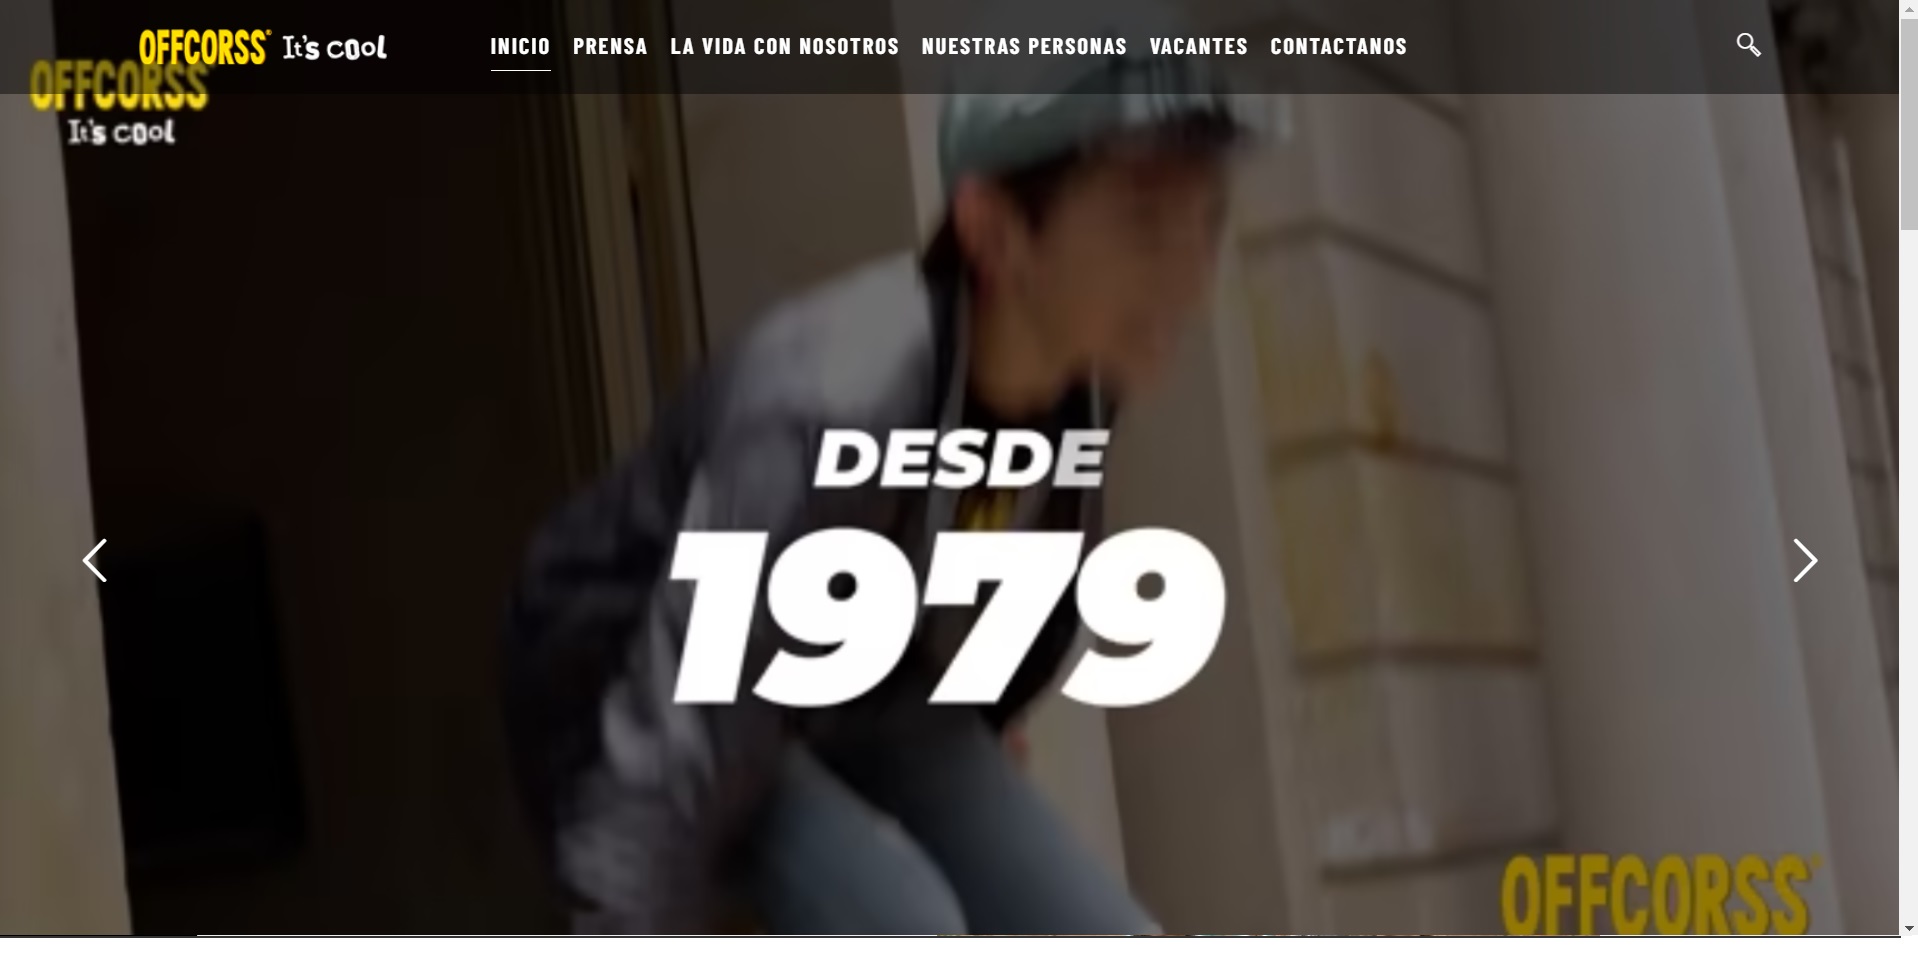 OFFCORSS® It's cool
INICIO PRENSA LA VIDA CON NOSOTROS NUESTRAS PERSONAS VACANTES CONTACTANOS
OFFCORSS
It's cool
DESDE
1979
OFFCORSS